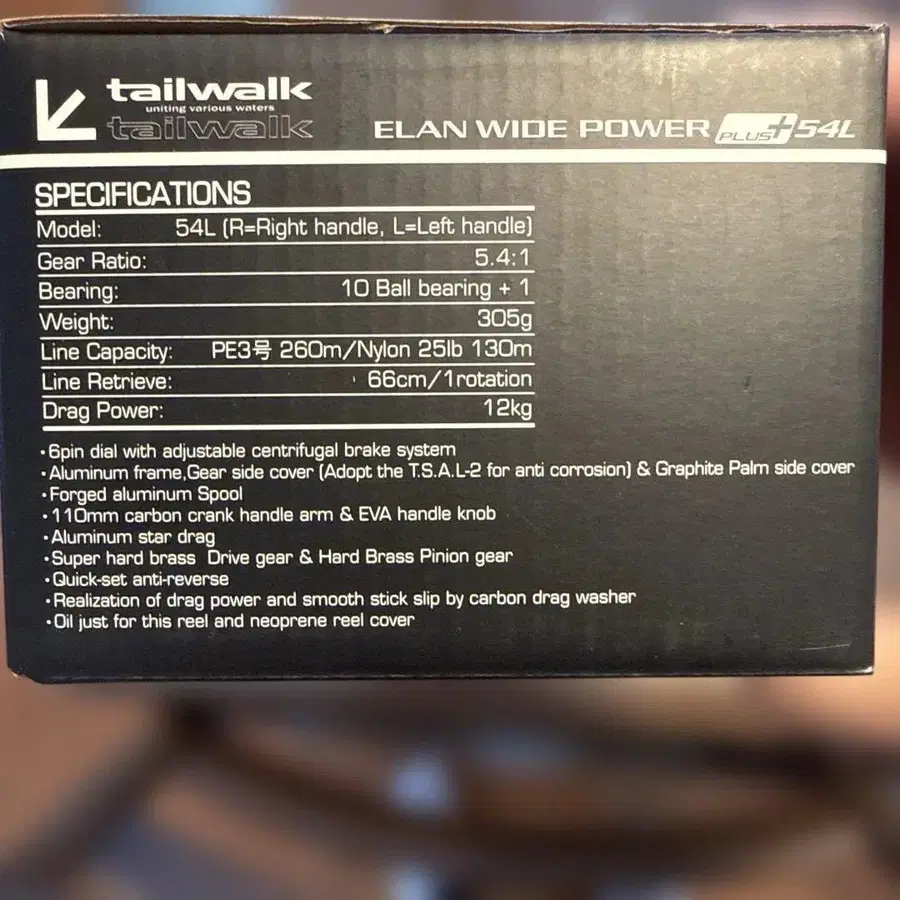 tailwalk
uniting various waters
tailwalk
ELAN WIDE POWER PLUS+ 54L
SPECIFICATIONS
Model: 54L (R=Right handle, L=Left handle)
Gear Ratio: 5.4:1
Bearing: 10 Ball bearing + 1
Weight: 305g
Line Capacity: PE3号 260m/Nylon 25lb 130m
Line Retrieve: 66cm/1rotation
Drag Power: 12kg
・6pin dial with adjustable centrifugal brake system
・Aluminum frame,Gear side cover (Adopt the T.S.A.L-2 for anti corrosion) & Graphite Palm side cover
・Forged aluminum Spool
・110mm carbon crank handle arm & EVA handle knob
・Aluminum star drag
・Super hard brass Drive gear & Hard Brass Pinion gear
・Quick-set anti-reverse
・Realization of drag power and smooth stick slip by carbon drag washer
・Oil just for this reel and neoprene reel cover